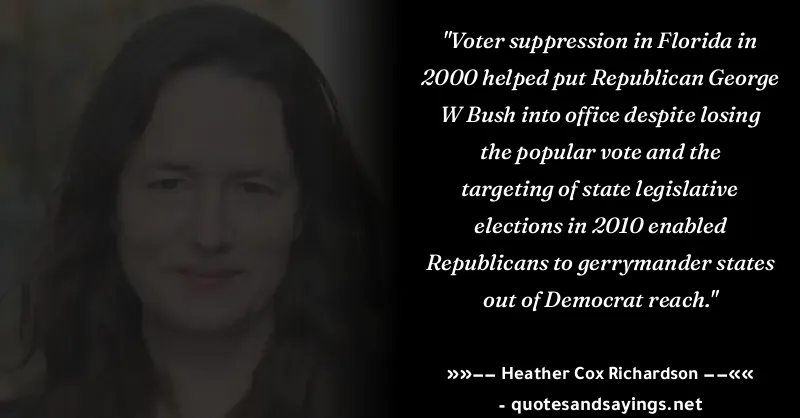 "Voter suppression in Florida in
2000 helped put Republican George
W Bush into office despite losing
the popular vote and the
targeting of state legislative
elections in 2010 enabled
Republicans to gerrymander states
out of Democrat reach."
»»−− Heather Cox Richardson −−««
- quotesandsayings.net